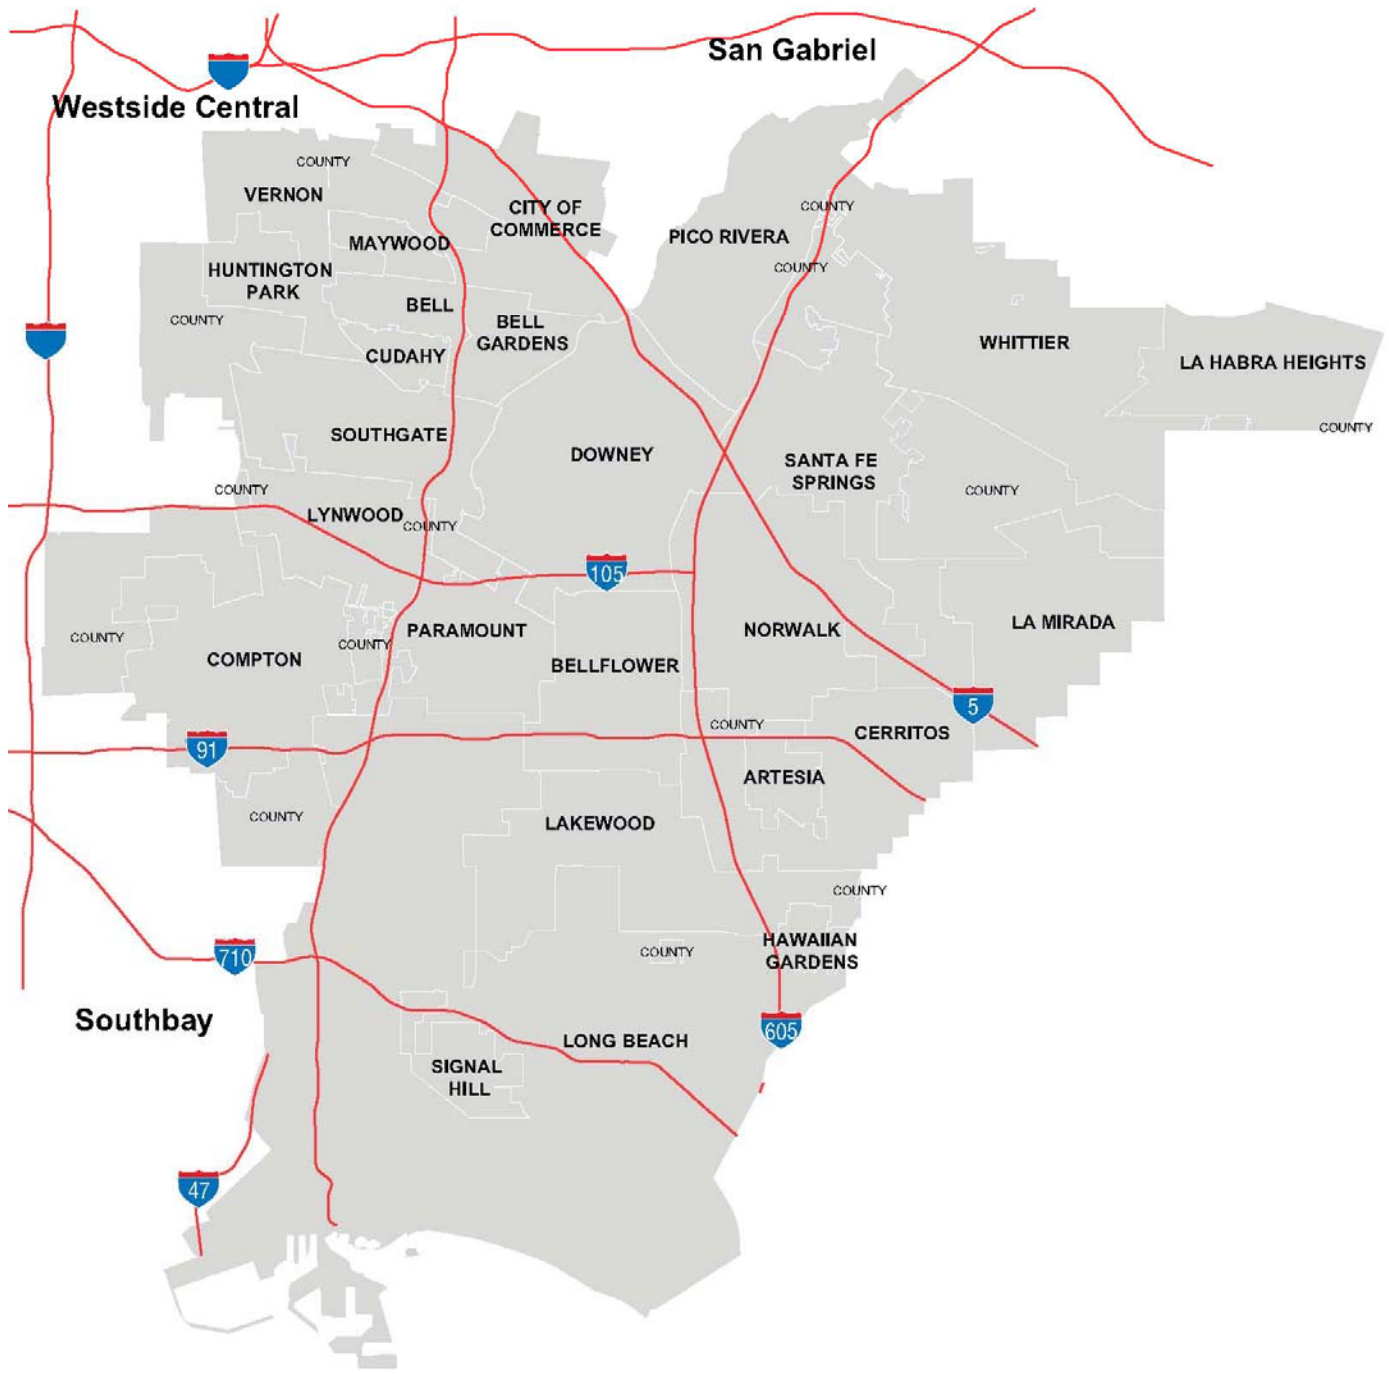 San Gabriel
Westside Central
COUNTY
VERNON
CITY OF
COMMERCE
COUNTY
PICO RIVERA
MAYWOOD
COUNTY
HUNTINGTON
PARK
BELL
COUNTY
BELL
GARDENS
WHITTIER
CUDAHY
LA HABRA HEIGHTS
COUNTY
SOUTHGATE
DOWNEY
SANTA FE
SPRINGS
COUNTY
COUNTY
LYNWOOD
COUNTY
105
LA MIRADA
PARAMOUNT
NORWALK
COUNTY
COUNTY
COMPTON
BELLFLOWER
5
COUNTY
CERRITOS
91
ARTESIA
COUNTY
LAKEWOOD
COUNTY
HAWAIIAN
GARDENS
COUNTY
710
Southbay
605
LONG BEACH
SIGNAL
HILL
47